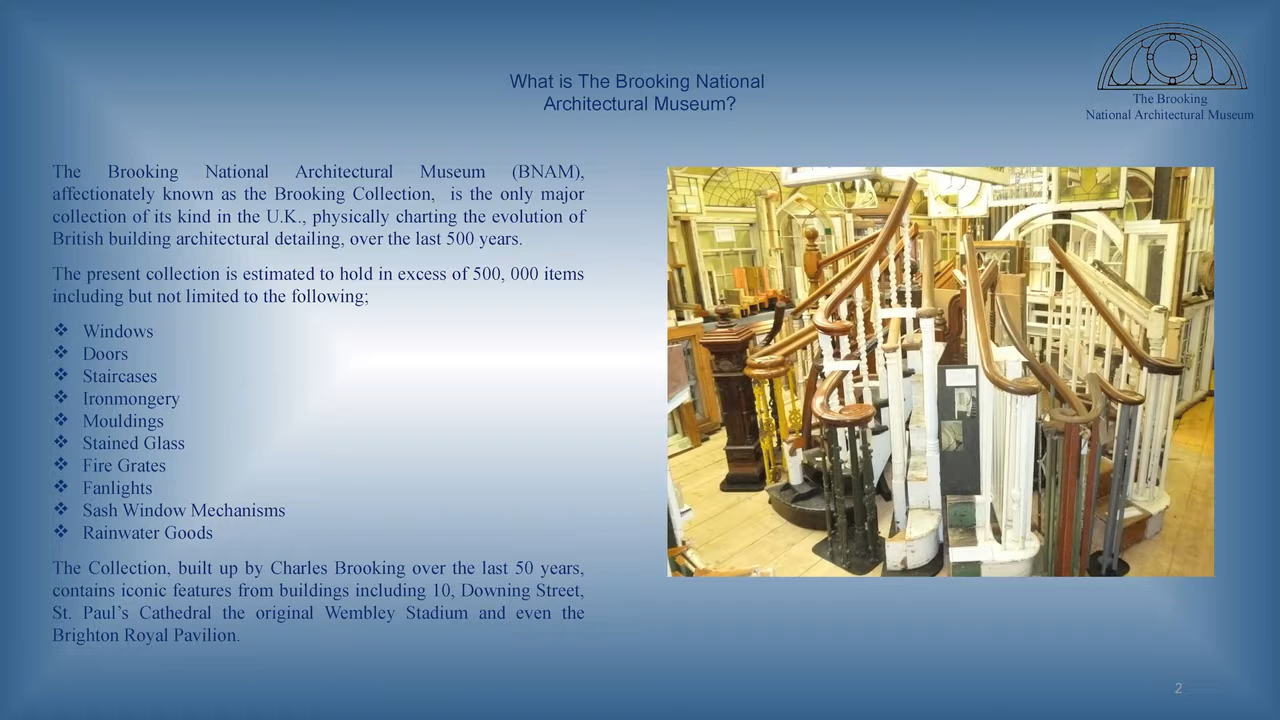 What is The Brooking National
Architectural Museum?
The Brooking
National Architectural Museum
The Brooking National Architectural Museum (BNAM),
affectionately known as the Brooking Collection, is the only major
collection of its kind in the U.K., physically charting the evolution of
British building architectural detailing, over the last 500 years.
The present collection is estimated to hold in excess of 500, 000 items
including but not limited to the following;
❖ Windows
❖ Doors
❖ Staircases
❖ Ironmongery
❖ Mouldings
❖ Stained Glass
❖ Fire Grates
❖ Fanlights
❖ Sash Window Mechanisms
❖ Rainwater Goods
The Collection, built up by Charles Brooking over the last 50 years,
contains iconic features from buildings including 10, Downing Street,
St. Paul’s Cathedral the original Wembley Stadium and even the
Brighton Royal Pavilion.
2